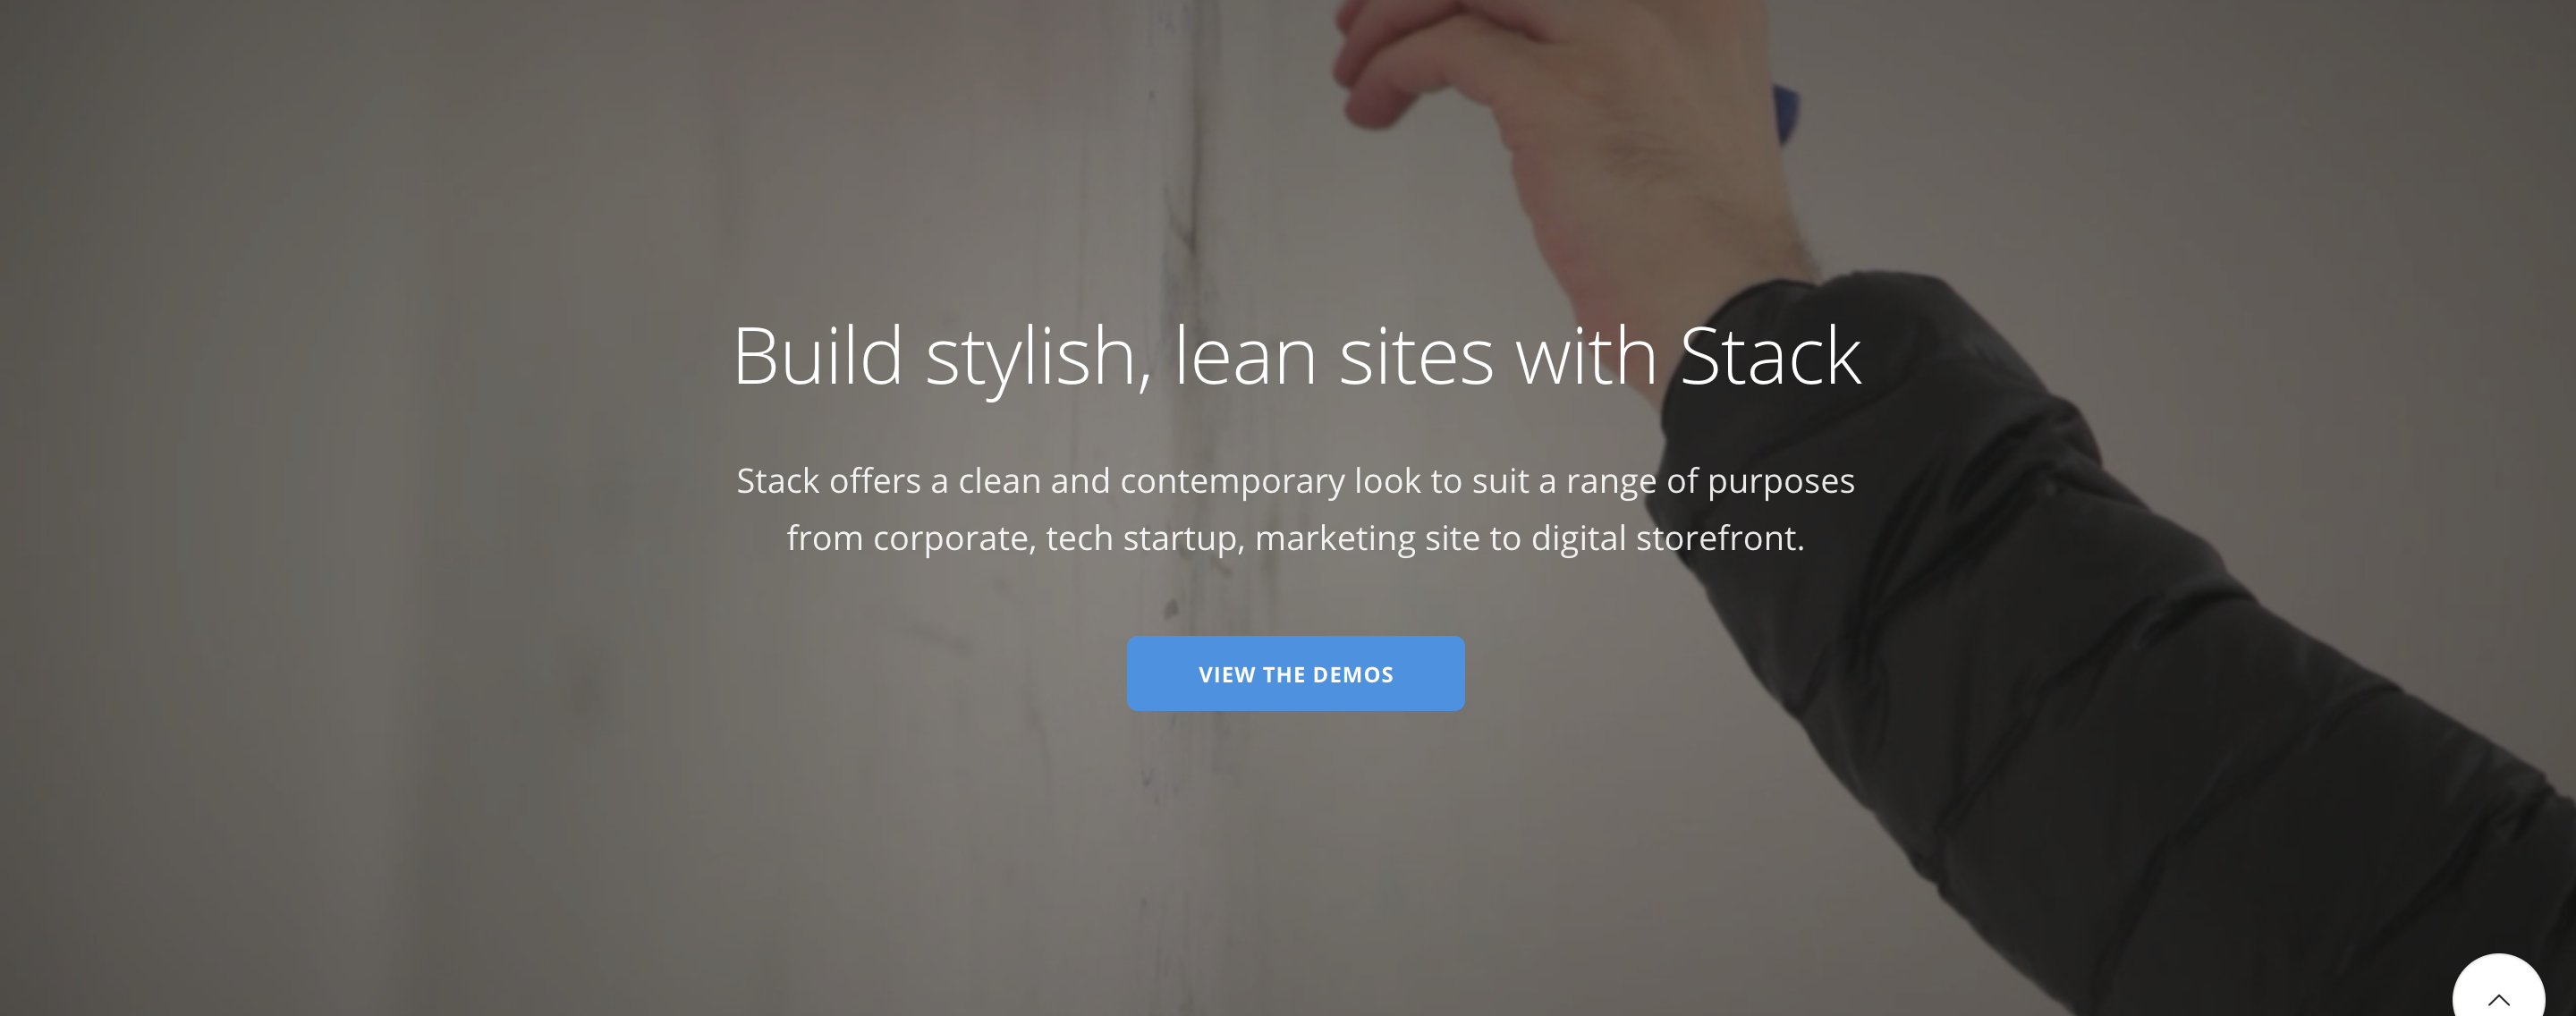 Build stylish, lean sites with Stack
Stack offers a clean and contemporary look to suit a range of purposes
from corporate, tech startup, marketing site to digital storefront.
VIEW THE DEMOS